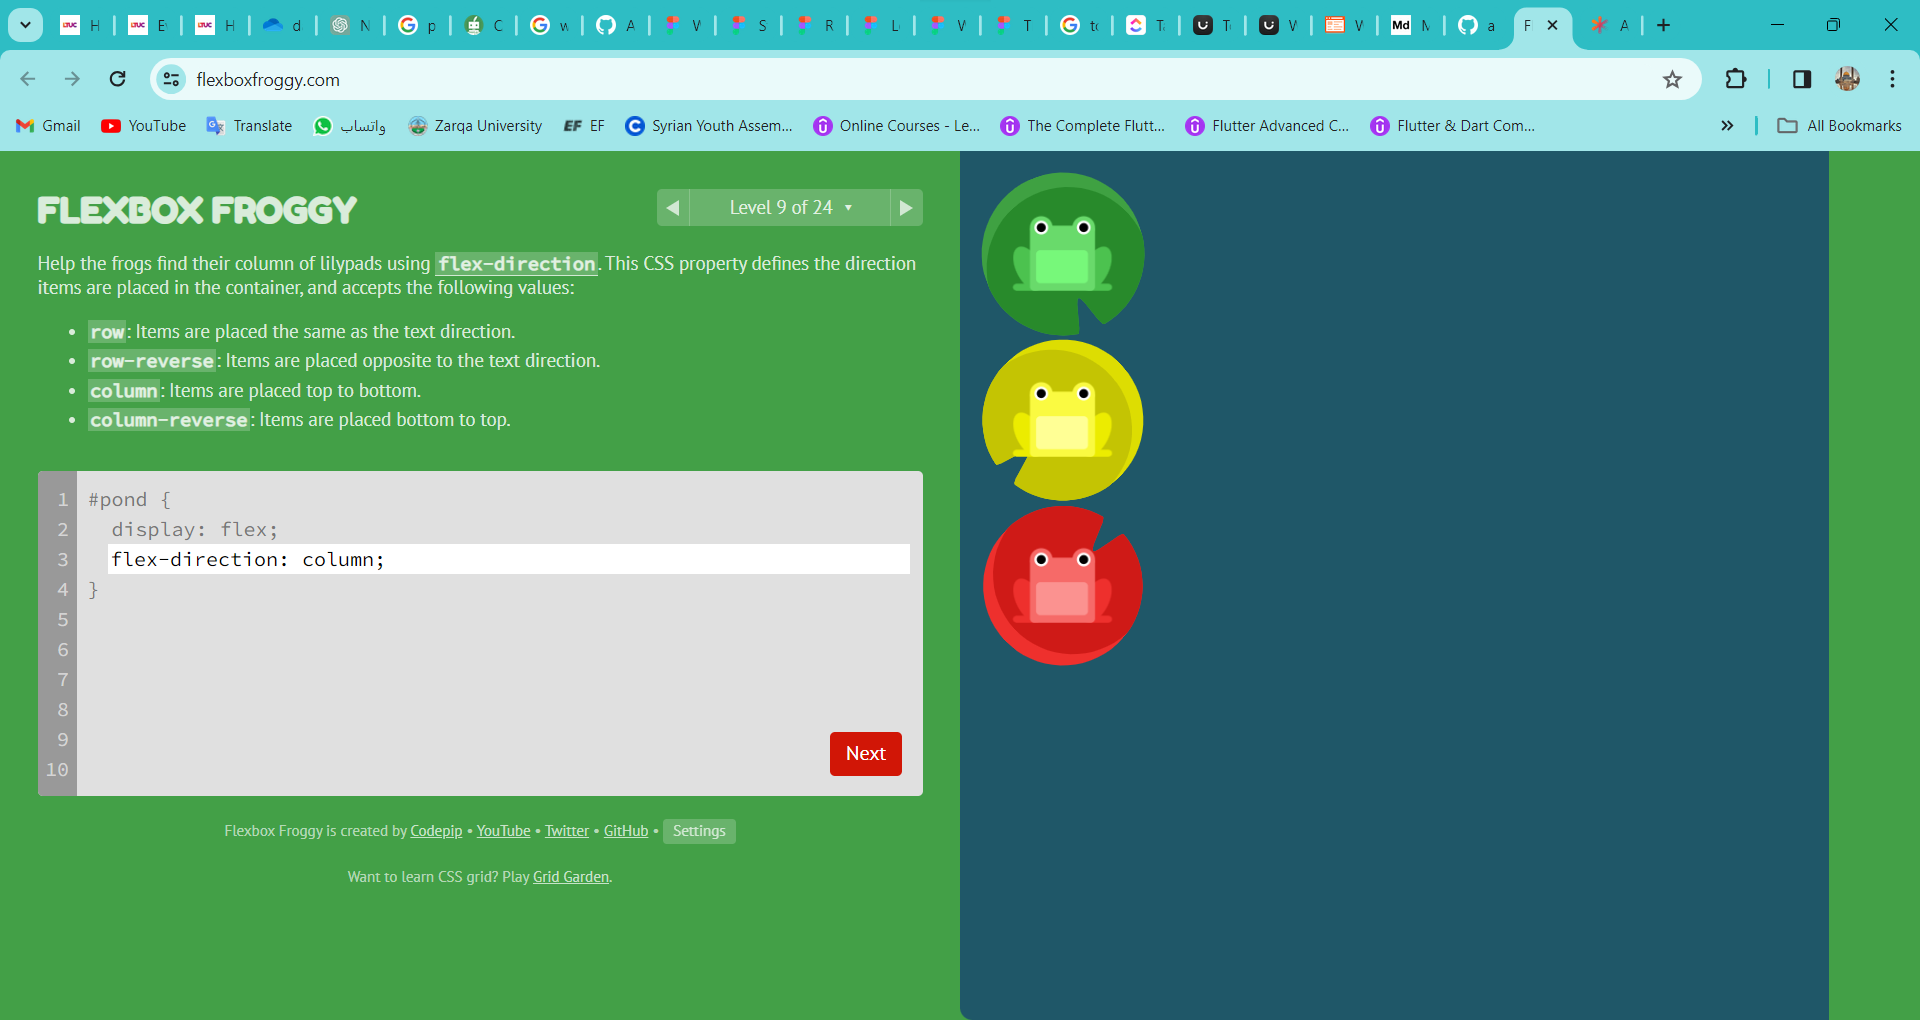 H
E
H
d
N
p
C
w
A
V
S
R
L
V
T
to
T
T
V
V
Md
M
a
F
A
flexboxfroggy.com
Gmail
YouTube
Translate
واتساب
Zarqa University
EF EF
Syrian Youth Assem...
Online Courses - Le...
The Complete Flutt...
Flutter Advanced C...
Flutter & Dart Com...
All Bookmarks
FLEXBOX FROGGY
Level 9 of 24
Help the frogs find their column of lilypads using flex-direction. This CSS property defines the direction
items are placed in the container, and accepts the following values:
• row: Items are placed the same as the text direction.
• row-reverse: Items are placed opposite to the text direction.
• column: Items are placed top to bottom.
• column-reverse: Items are placed bottom to top.
1 #pond {
2 display: flex;
3 flex-direction: column;
4 }
5
6
7
8
9
10
Next
Flexbox Froggy is created by Codepip • YouTube • Twitter • GitHub • Settings
Want to learn CSS grid? Play Grid Garden.